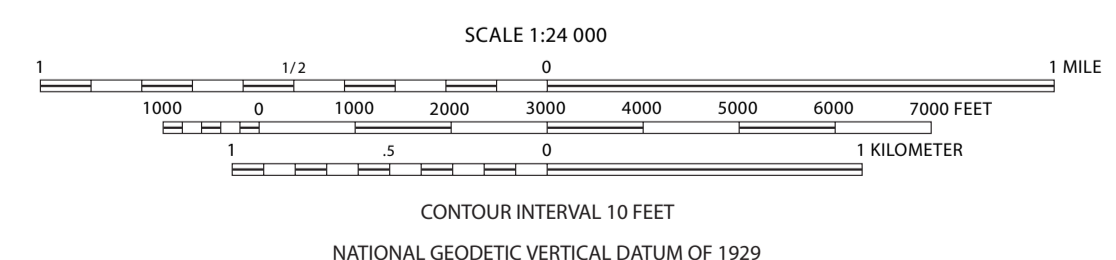 SCALE 1:24 000
1 1/2 0 1 MILE
1000 0 1000 2000 3000 4000 5000 6000 7000 FEET
1 .5 0 1 KILOMETER
CONTOUR INTERVAL 10 FEET
NATIONAL GEODETIC VERTICAL DATUM OF 1929